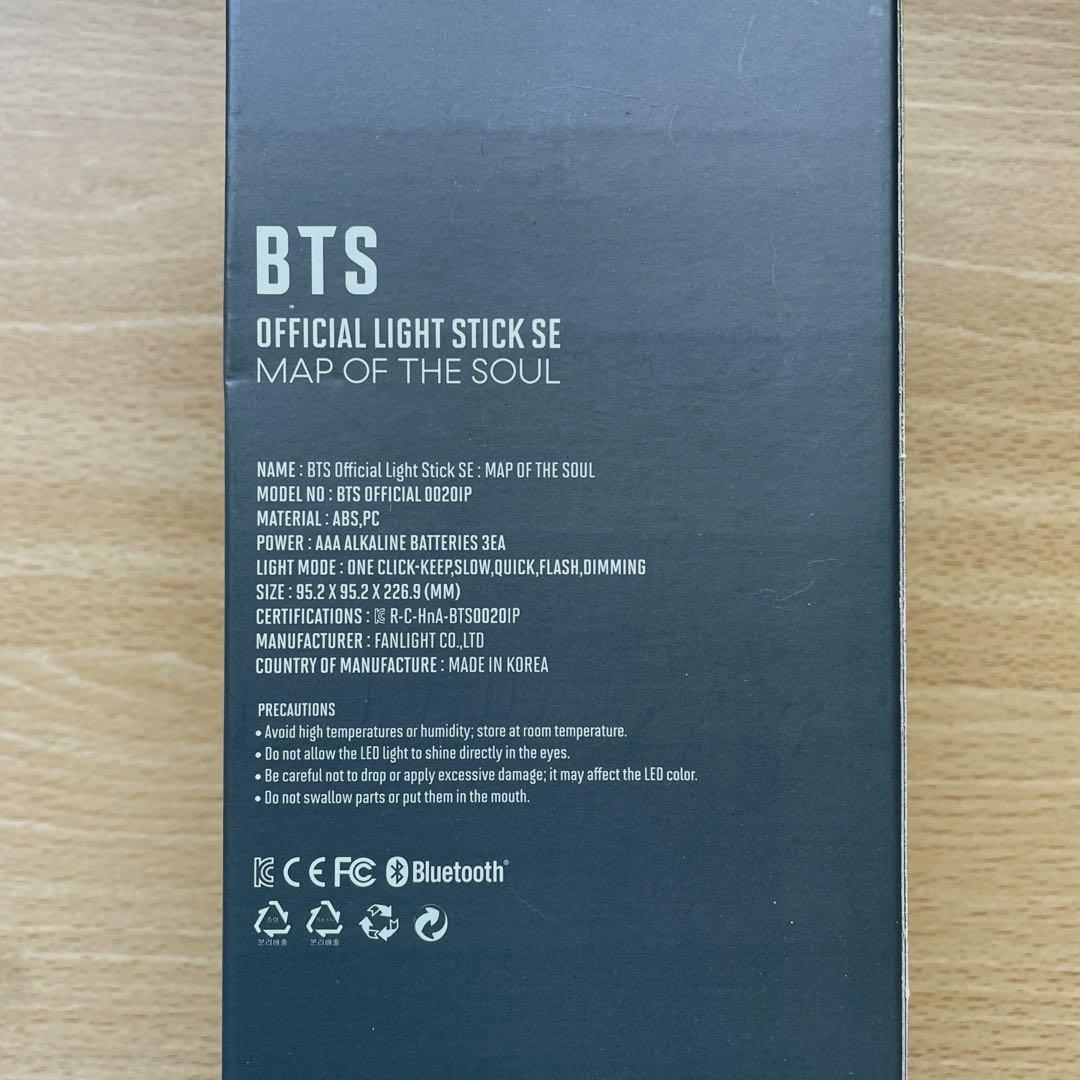 BTS
OFFICIAL LIGHT STICK SE
MAP OF THE SOUL
NAME : BTS Official Light Stick SE : MAP OF THE SOUL
MODEL NO : BTS OFFICIAL 00201P
MATERIAL : ABS,PC
POWER : AAA ALKALINE BATTERIES 3EA
LIGHT MODE : ONE CLICK-KEEP,SLOW,QUICK,FLASH,DIMMING
SIZE : 95.2 X 95.2 X 226.9 (MM)
CERTIFICATIONS : R-C-HnA-BTS00201P
MANUFACTURER : FANLIGHT CO.,LTD
COUNTRY OF MANUFACTURE : MADE IN KOREA
PRECAUTIONS
• Avoid high temperatures or humidity; store at room temperature.
• Do not allow the LED light to shine directly in the eyes.
• Be careful not to drop or apply excessive damage; it may affect the LED color.
• Do not swallow parts or put them in the mouth.
CE FC Bluetooth®
종이
분리배출 분리배출